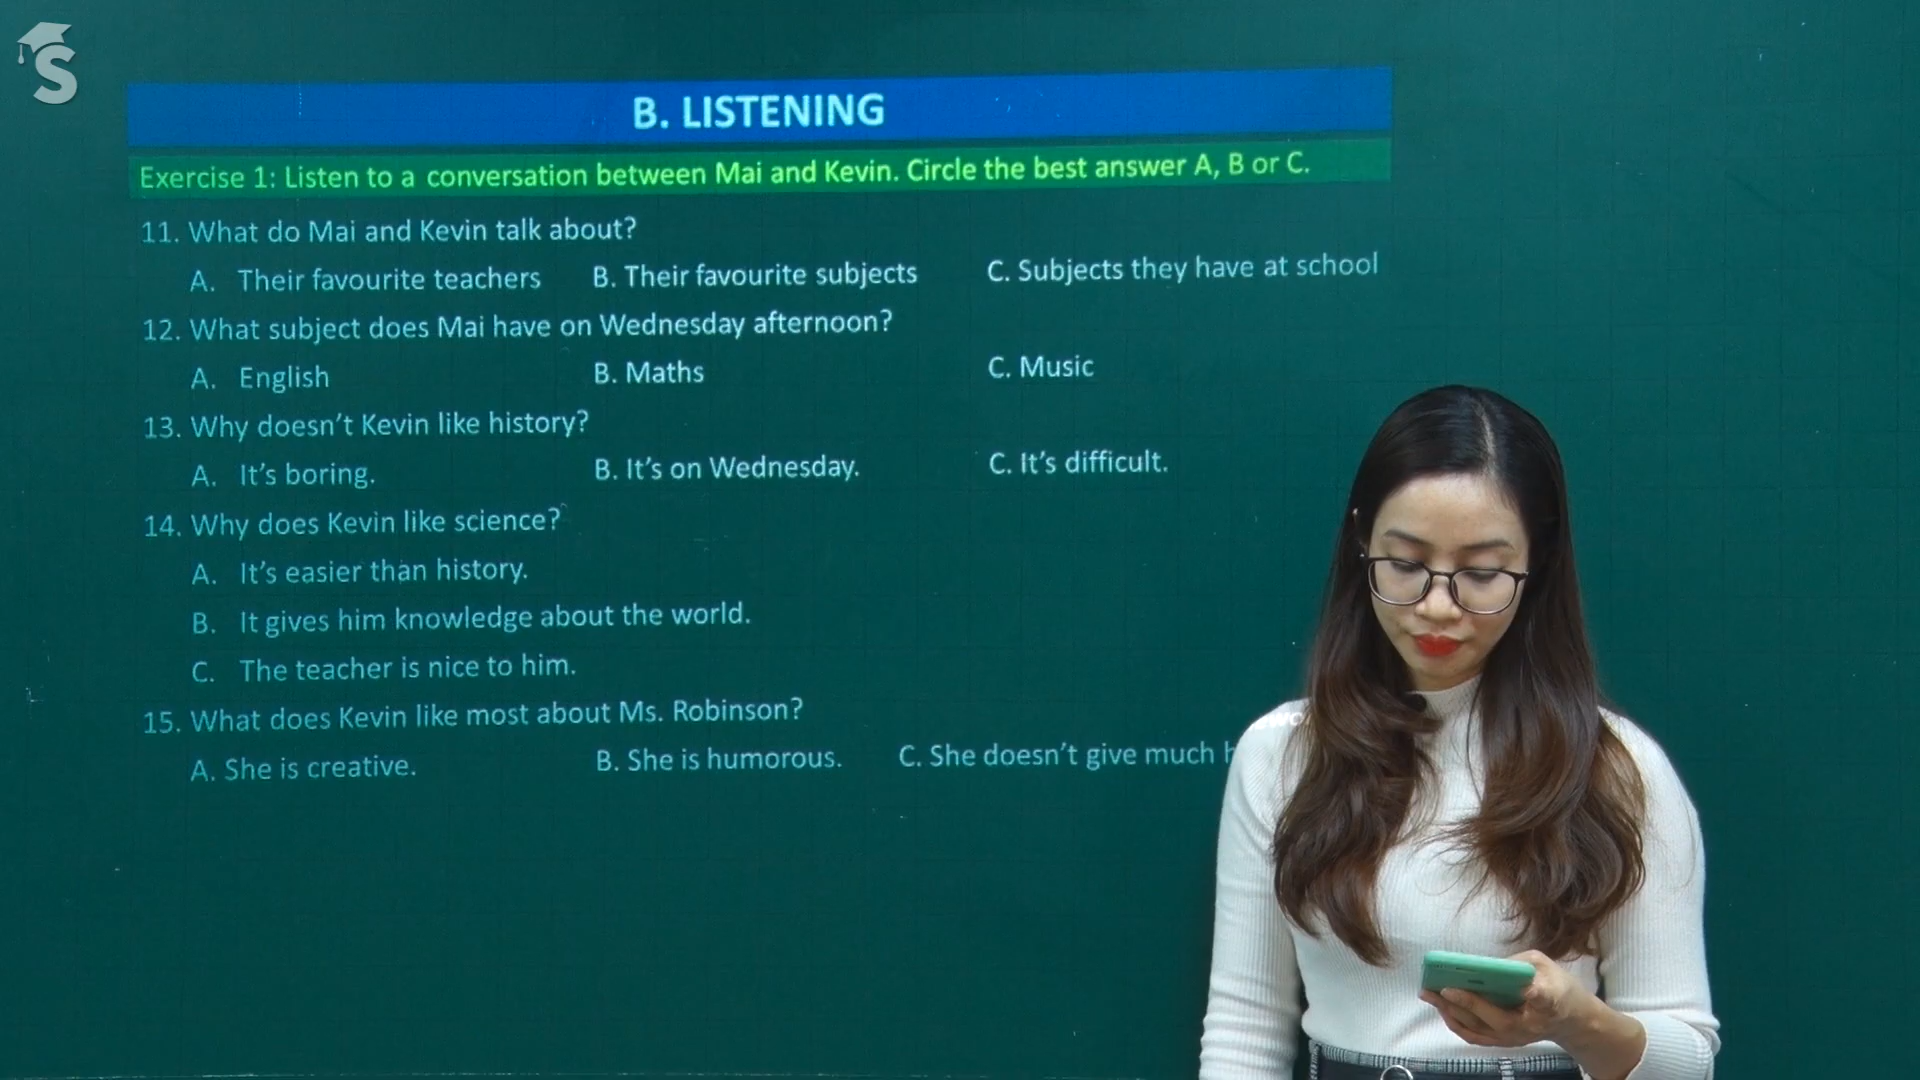 S
B. LISTENING
Exercise 1: Listen to a conversation between Mai and Kevin. Circle the best answer A, B or C.
11. What do Mai and Kevin talk about?
A. Their favourite teachers B. Their favourite subjects C. Subjects they have at school
12. What subject does Mai have on Wednesday afternoon?
A. English B. Maths C. Music
13. Why doesn't Kevin like history?
A. It's boring. B. It's on Wednesday. C. It's difficult.
14. Why does Kevin like science?
A. It's easier than history.
B. It gives him knowledge about the world.
C. The teacher is nice to him.
15. What does Kevin like most about Ms. Robinson?
A. She is creative. B. She is humorous. C. She doesn't give much